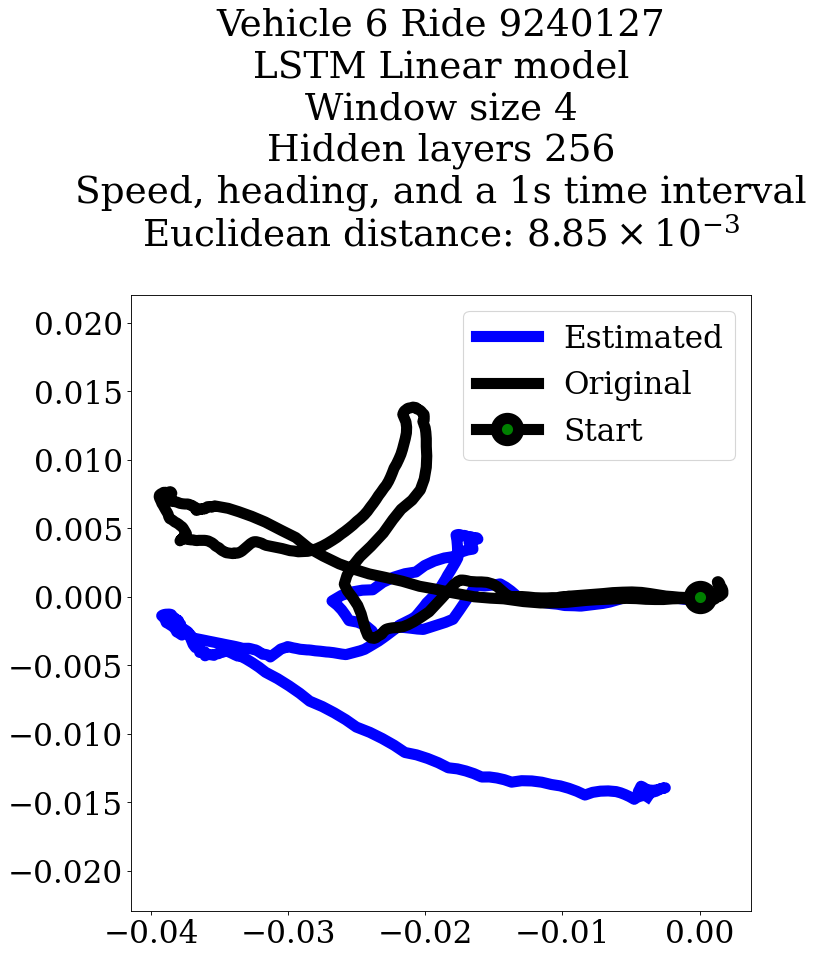 Vehicle 6 Ride 9240127
LSTM Linear model
Window size 4
Hidden layers 256
Speed, heading, and a 1s time interval
Euclidean distance: 8.85 × 10⁻³
Estimated
Original
Start
0.020
0.015
0.010
0.005
0.000
−0.005
−0.010
−0.015
−0.020
−0.04 −0.03 −0.02 −0.01 0.00